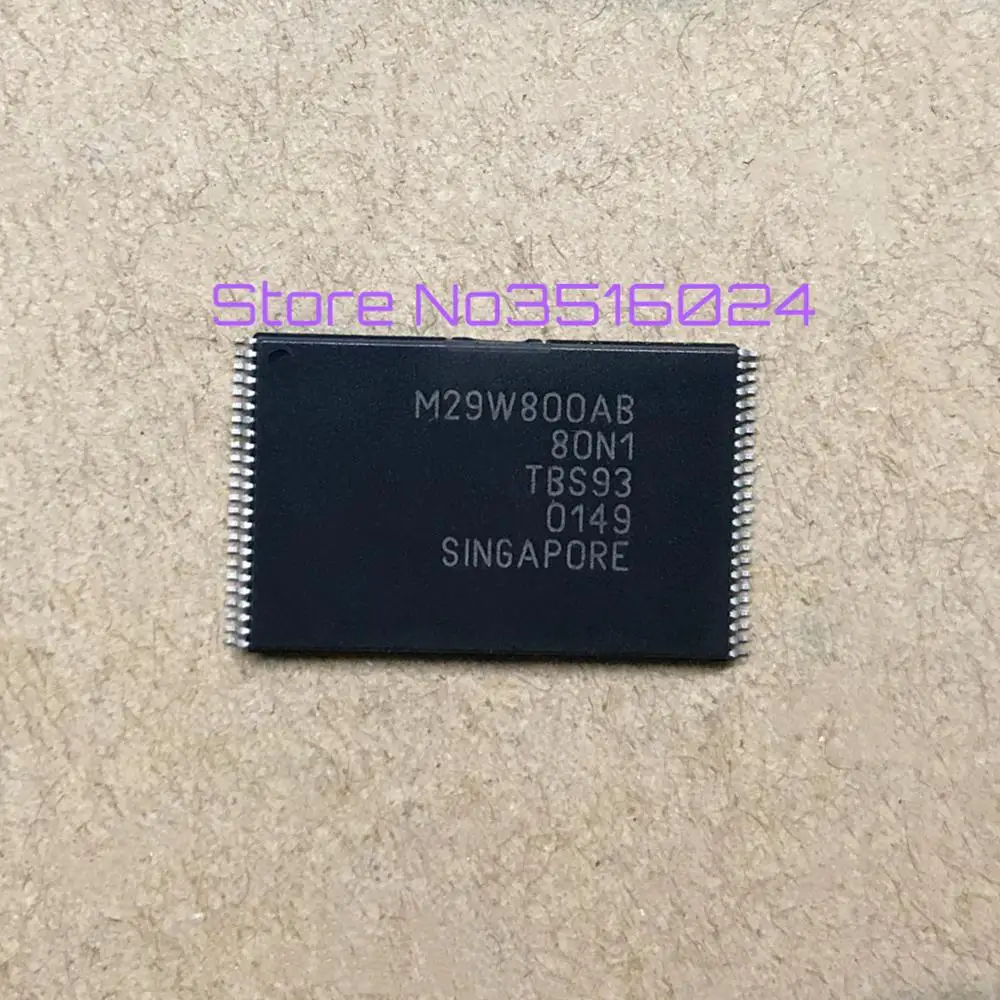 Store No3516024
M29W800AB
80N1
TBS93
0149
SINGAPORE